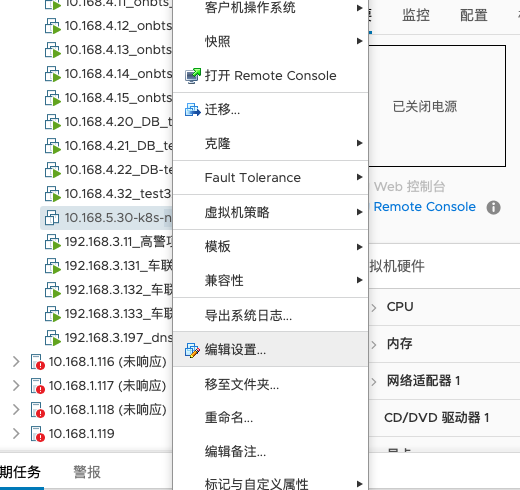 10.168.4.11_onbts_
10.168.4.12_onbts
10.168.4.13_onbts
10.168.4.14_onbts
10.168.4.15_onbts
10.168.4.20_DB_t
10.168.4.21_DB_te
10.168.4.22_DB-te
10.168.4.32_test3
10.168.5.30-k8s-n
192.168.3.11_高警项
192.168.3.131_车联
192.168.3.132_车联
192.168.3.133_车联
192.168.3.197_dns
10.168.1.116 (未响应)
10.168.1.117 (未响应)
10.168.1.118 (未响应)
10.168.1.119
期任务
警报
客户机操作系统
快照
打开 Remote Console
迁移...
克隆
Fault Tolerance
虚拟机策略
模板
兼容性
导出系统日志...
编辑设置...
移至文件夹...
重命名...
编辑备注...
标记与自定义属性
监控
配置
已关闭电源
Web 控制台
Remote Console
拟机硬件
CPU
内存
网络适配器 1
CD/DVD 驱动器 1